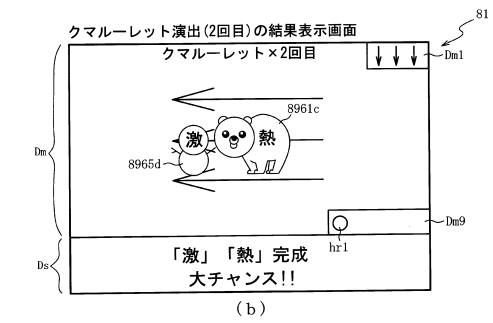 クマルーレット演出(2回目)の結果表示画面
81
クマルーレット×2回目
Dm1
8961c
激 熱
Dm
8965d
Dm9
hr1
Ds
「激」「熱」完成
大チャンス!!
(b)